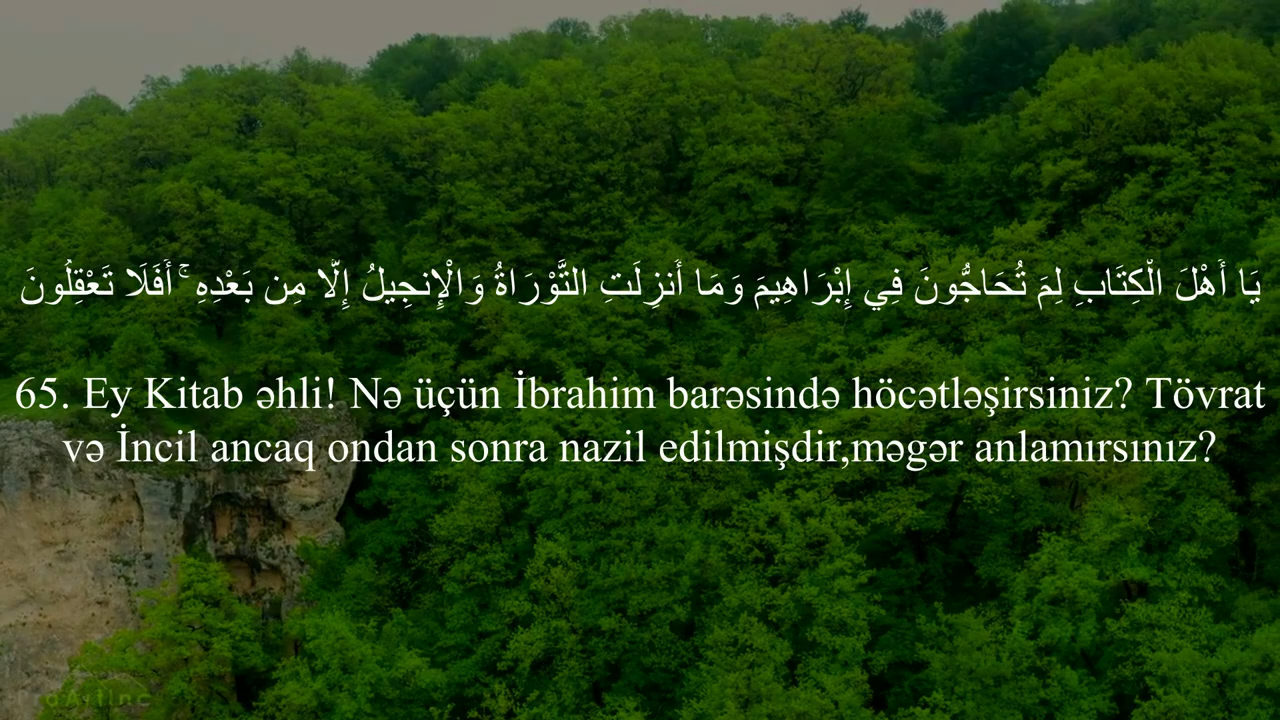 يَا أَهْلَ الْكِتَابِ لِمَ تُحَاجُّونَ فِي إِبْرَاهِيمَ وَمَا أُنزِلَتِ التَّوْرَاةُ وَالْإِنجِيلُ إِلَّا مِن بَعْدِهِ ۚ أَفَلَا تَعْقِلُونَ
65. Ey Kitab əhli! Nə üçün İbrahim barəsində höcətləşirsiniz? Tövrat
və İncil ancaq ondan sonra nazil edilmişdir,məgər anlamırsınız?